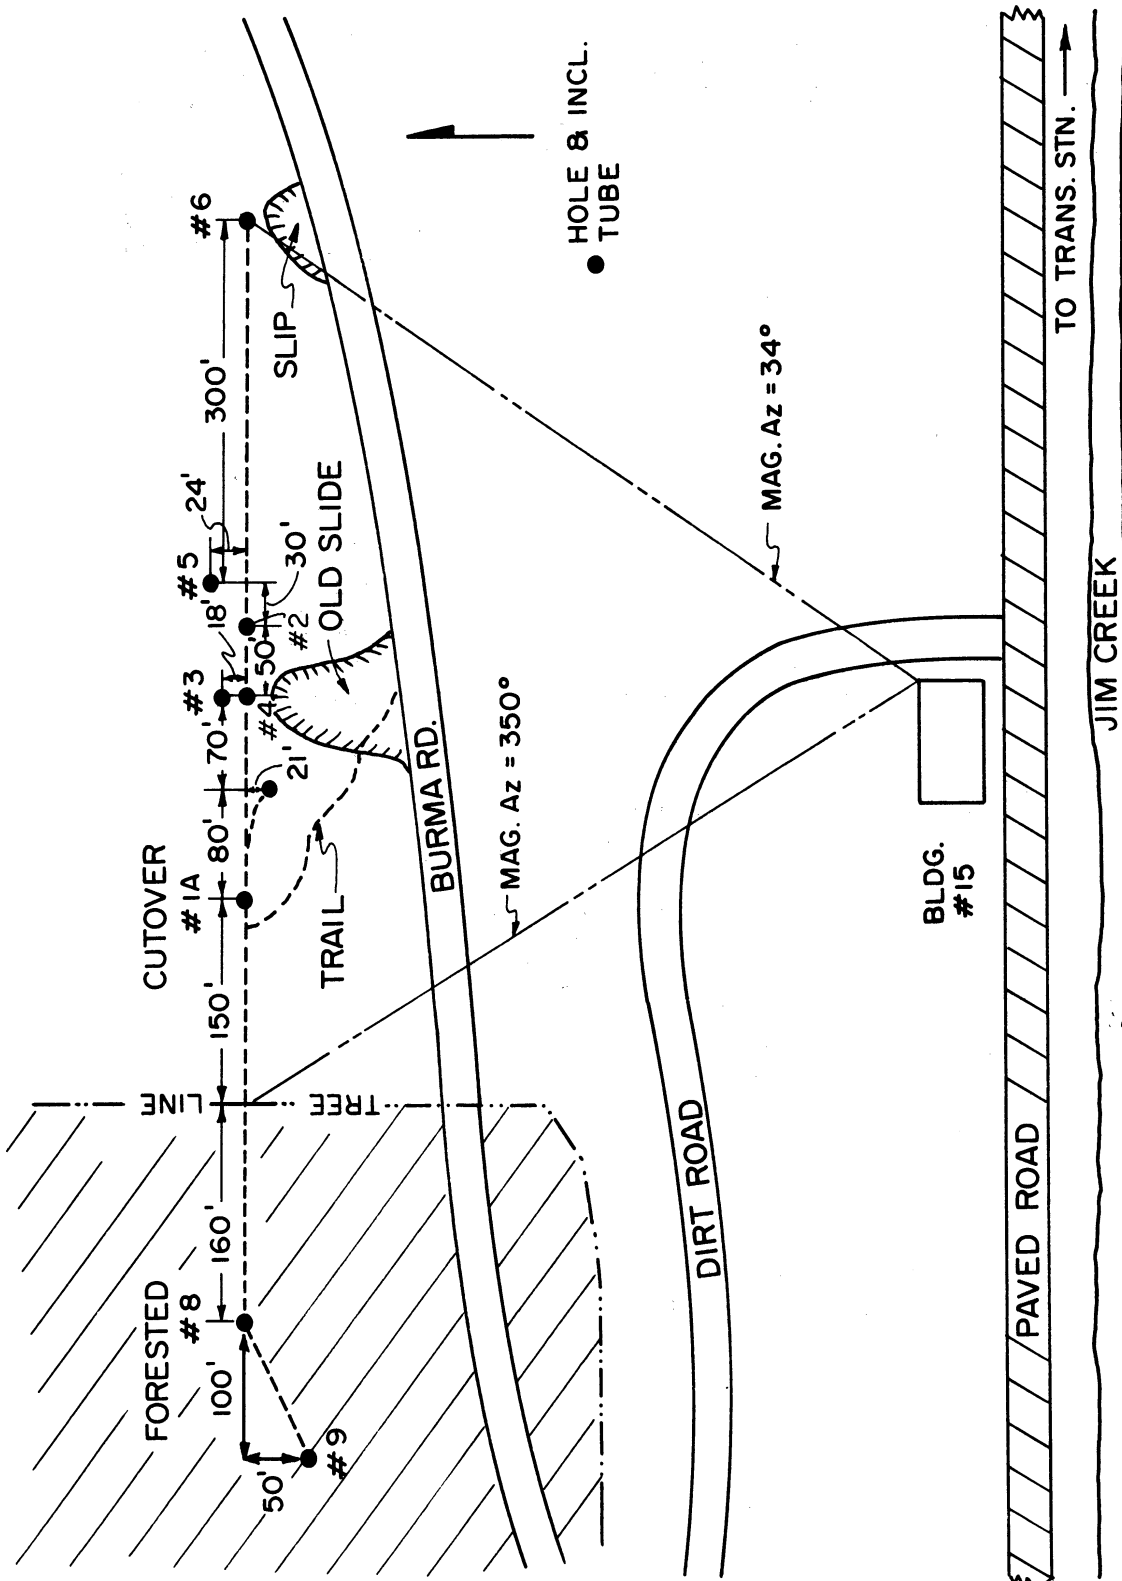 FORESTED
#8
CUTOVER
#1A
#3
#5
#6
100'
160'
150'
80'
70'
18'
24'
300'
50'
#9
TREE LINE
21'
#4
50'
#2
30'
TRAIL
OLD SLIDE
SLIP
BURMA RD.
MAG. Az = 350°
MAG. Az = 34°
HOLE & INCL.
TUBE
DIRT ROAD
BLDG.
#15
PAVED ROAD
TO TRANS. STN.
JIM CREEK